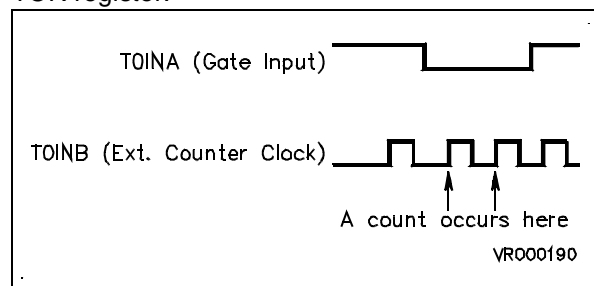 T0INA (Gate Input)
T0INB (Ext. Counter Clock)
A count occurs here
VR000190